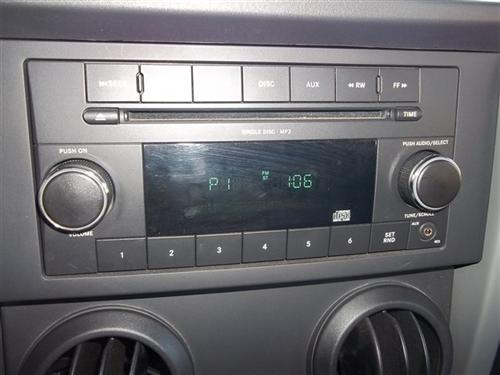 ◄◄SEEK DISC AUX ◄◄ RW FF ►►
TIME
SINGLE DISC - MP3
PUSH ON PUSH AUDIO/SELECT
FM
P1 ST 106
VOLUME TUNE/SCROLL
1 2 3 4 5 6 SET AUX
RND